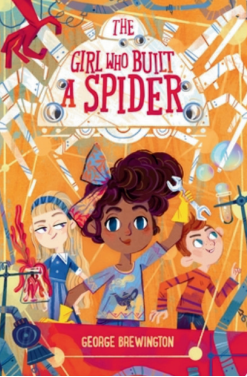 THE
GIRL WHO BUILT
A SPIDER
GEORGE BREWINGTON